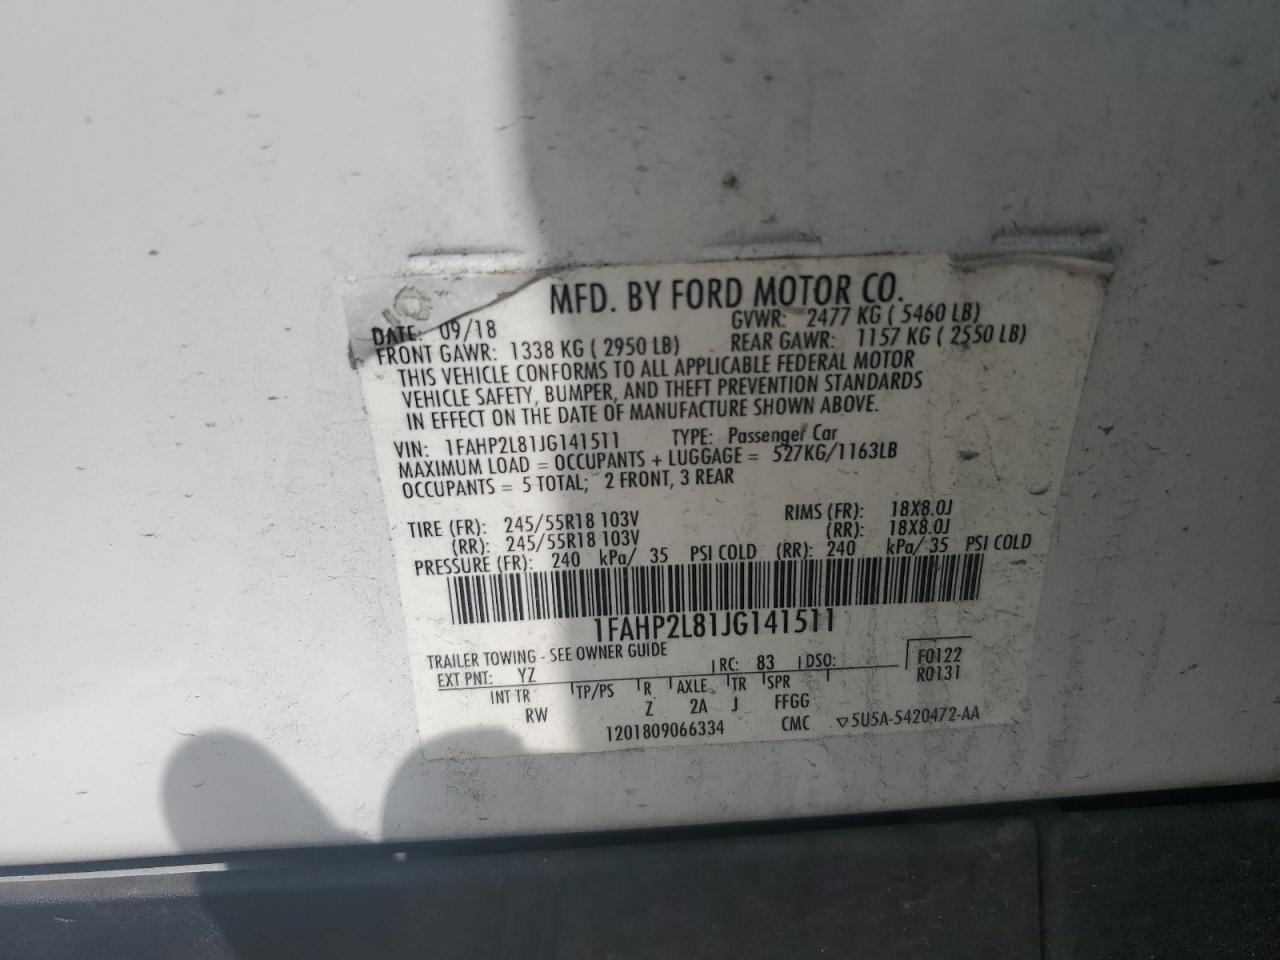 MFD. BY FORD MOTOR CO.
DATE: 09/18 GVWR: 2477 KG ( 5460 LB)
FRONT GAWR: 1338 KG ( 2950 LB) REAR GAWR: 1157 KG ( 2550 LB)
THIS VEHICLE CONFORMS TO ALL APPLICABLE FEDERAL MOTOR
VEHICLE SAFETY, BUMPER, AND THEFT PREVENTION STANDARDS
IN EFFECT ON THE DATE OF MANUFACTURE SHOWN ABOVE.
VIN: 1FAHP2L81JG141511 TYPE: Passenger Car
MAXIMUM LOAD = OCCUPANTS + LUGGAGE = 527KG/1163LB
OCCUPANTS = 5 TOTAL; 2 FRONT, 3 REAR
TIRE (FR): 245/55R18 103V RIMS (FR): 18X8.0J
(RR): 245/55R18 103V (RR): 18X8.0J
PRESSURE (FR): 240 kPa/ 35 PSI COLD (RR): 240 kPa/ 35 PSI COLD
1FAHP2L81JG141511
TRAILER TOWING - SEE OWNER GUIDE
EXT PNT: YZ RC: 83 DSO: F0122
INT TR TP/PS R AXLE TR SPR R0131
RW Z 2A J FFGG
1201809066334 CMC ▽5U5A-5420472-AA